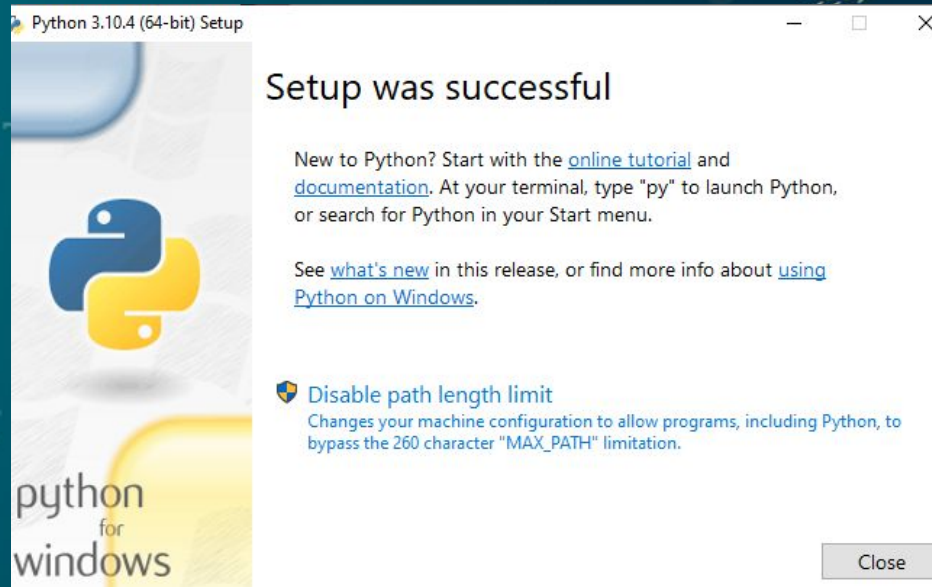 Python 3.10.4 (64-bit) Setup
Setup was successful
New to Python? Start with the online tutorial and
documentation. At your terminal, type "py" to launch Python,
or search for Python in your Start menu.
See what's new in this release, or find more info about using
Python on Windows.
Disable path length limit
Changes your machine configuration to allow programs, including Python, to
bypass the 260 character "MAX_PATH" limitation.
python
for
windows
Close